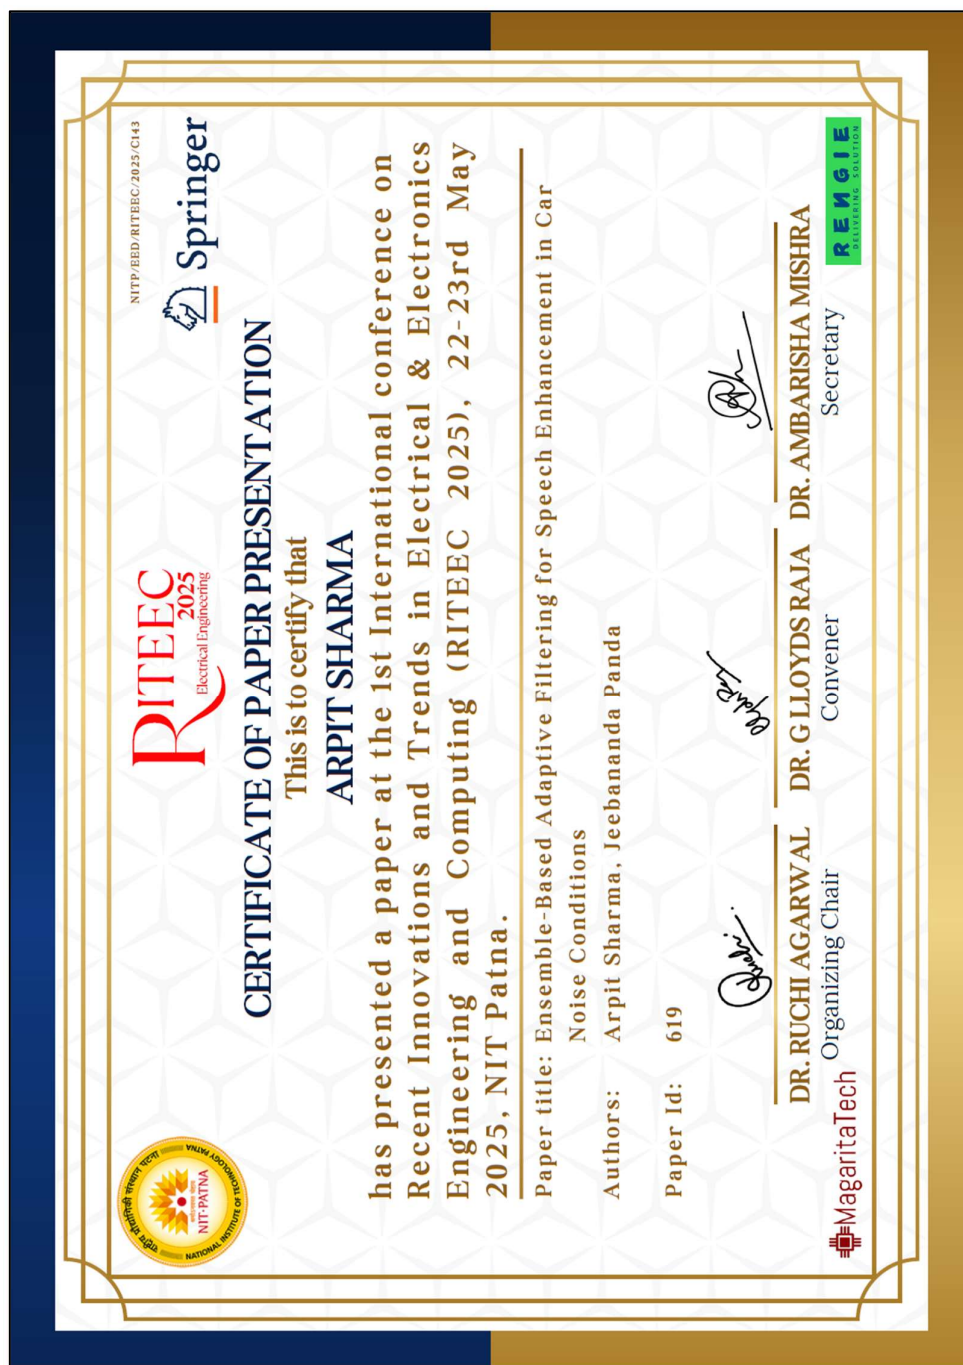 NITP/EED/RITEEC/2025/C143
RITEEC
2025
Electrical Engineering
Springer
NIT-PATNA
NATIONAL INSTITUTE OF TECHNOLOGY PATNA
CERTIFICATE OF PAPER PRESENTATION
This is to certify that
ARPIT SHARMA
has presented a paper at the 1st International conference on
Recent Innovations and Trends in Electrical & Electronics
Engineering and Computing (RITEEC 2025), 22-23rd May
2025, NIT Patna.
Paper title: Ensemble-Based Adaptive Filtering for Speech Enhancement in Car
Noise Conditions
Authors: Arpit Sharma, Jeebananda Panda
Paper Id: 619
DR. RUCHI AGARWAL DR. G LLOYDS RAJA DR. AMBARISHA MISHRA
Organizing Chair Convener Secretary
MagaritaTech
RENGIE
DELIVERING SOLUTION